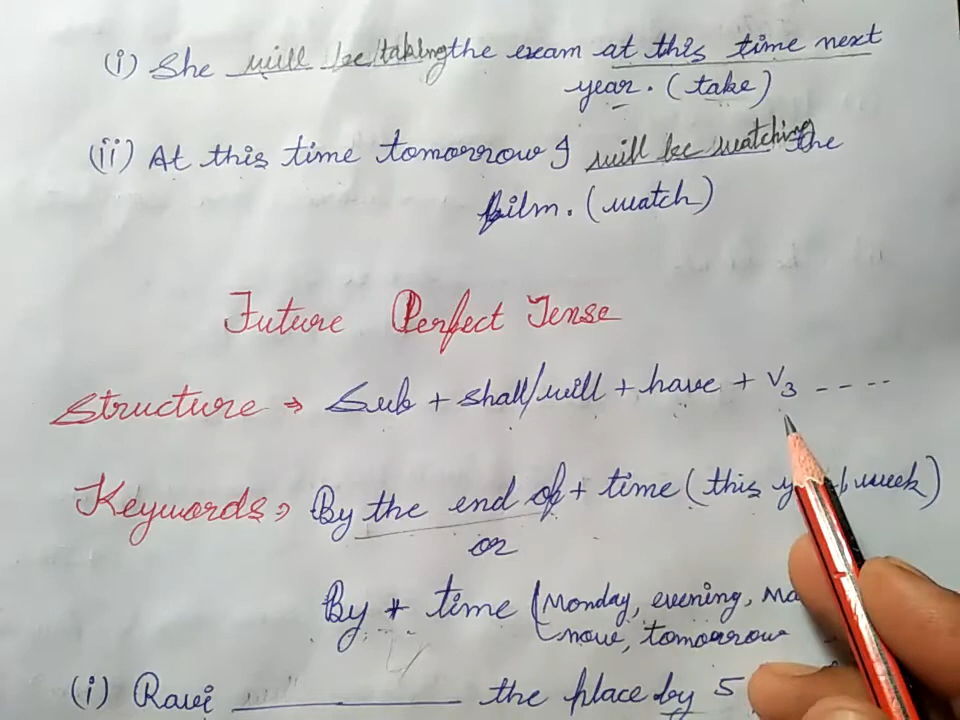 (i) She will be taking the exam at this time next
year. (take)
(ii) At this time tomorrow I will be watching the
film. (watch)
Future Perfect Tense
Structure → Sub + shall/will + have + V3 ----
Keywords → By the end of + time (this y / week)
or
By + time (Monday, evening,
now, tomorrow
(i) Ravi ________ the place by 5